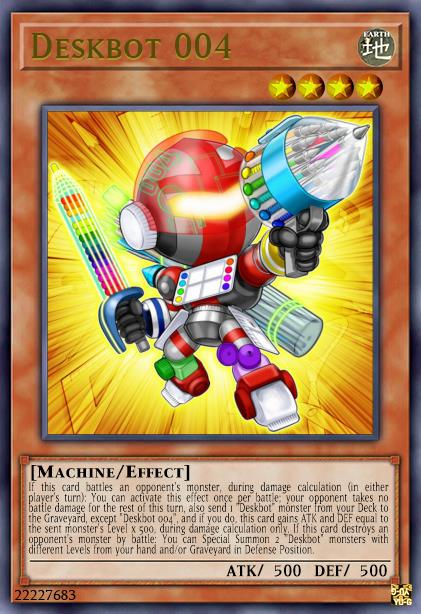 Deskbot 004
EARTH
地
[Machine/Effect]
If this card battles an opponent's monster, during damage calculation (in either
player's turn): You can activate this effect once per battle; your opponent takes no
battle damage for the rest of this turn, also send 1 "Deskbot" monster from your Deck to
the Graveyard, except "Deskbot 004", and if you do, this card gains ATK and DEF equal to
the sent monster's Level x 500, during damage calculation only. If this card destroys an
opponent's monster by battle: You can Special Summon 2 "Deskbot" monsters with
different Levels from your hand and/or Graveyard in Defense Position.
ATK/ 500 DEF/ 500
22227683